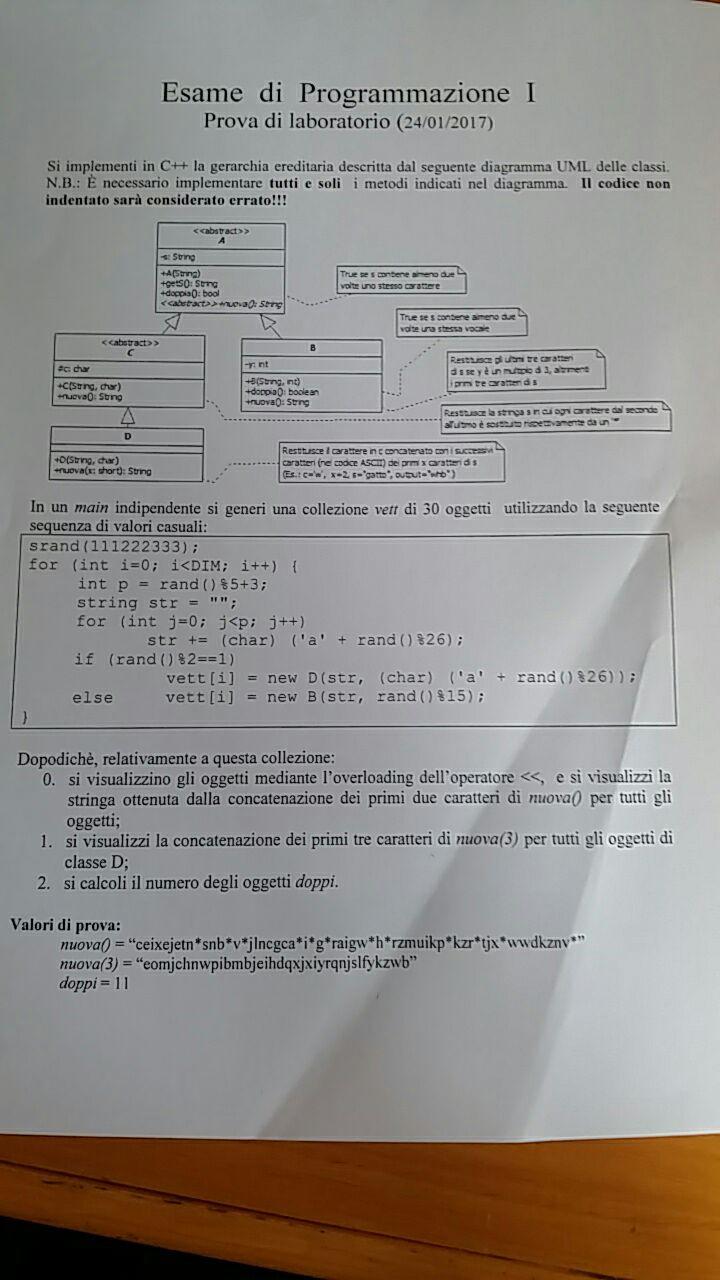 Esame di Programmazione I
Prova di laboratorio (24/01/2017)
Si implementi in C++ la gerarchia ereditaria descritta dal seguente diagramma UML delle classi.
N.B.: È necessario implementare tutti e soli i metodi indicati nel diagramma. Il codice non
indentato sarà considerato errato!!!
<<abstract>>
A
-s: String
+A(String)
+getS(): String
+doppia(): bool
<<abstract>>+nuova(): String
True se s contiene almeno due
volte uno stesso carattere
True se s contiene almeno due
volte una stessa vocale
<<abstract>>
C
#c: char
+C(String, char)
+nuova(): String
B
-y: int
+B(String, int)
+doppia(): boolean
+nuova(): String
Restituisce gli ultimi tre caratteri
di s se y è un multiplo di 3, altrimenti
i primi tre caratteri di s
Restituisce la stringa s in cui ogni carattere dal secondo
all'ultimo è sostituito rispettivamente da un "*"
D
+D(String, char)
+nuova(x: short): String
Restituisce il carattere in c concatenato con i successivi
caratteri (nel codice ASCII) dei primi x caratteri di s
(Es.: c='w', x=2, s="gatto", output="whb")
In un main indipendente si generi una collezione vett di 30 oggetti utilizzando la seguente
sequenza di valori casuali:
srand(111222333);
for (int i=0; i<DIM; i++) {
int p = rand()%5+3;
string str = "";
for (int j=0; j<p; j++)
str += (char) ('a' + rand()%26);
if (rand()%2==1)
vett[i] = new D(str, (char) ('a' + rand()%26));
else vett[i] = new B(str, rand()%15);
}
Dopodichè, relativamente a questa collezione:
0. si visualizzino gli oggetti mediante l'overloading dell'operatore <<, e si visualizzi la
stringa ottenuta dalla concatenazione dei primi due caratteri di nuova() per tutti gli
oggetti;
1. si visualizzi la concatenazione dei primi tre caratteri di nuova(3) per tutti gli oggetti di
classe D;
2. si calcoli il numero degli oggetti doppi.
Valori di prova:
nuova() = "ceixejetn*snb*v*jlncgca*i*g*raigw*h*rzmuikp*kzr*tjx*wwdkznv*"
nuova(3) = "eomjchnwpibmbjeihdqxjxiyrqnjslfykzwb"
doppi = 11